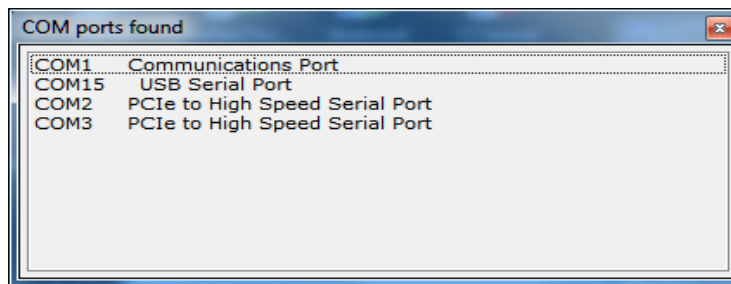 COM ports found
COM1 Communications Port
COM15 USB Serial Port
COM2 PCIe to High Speed Serial Port
COM3 PCIe to High Speed Serial Port